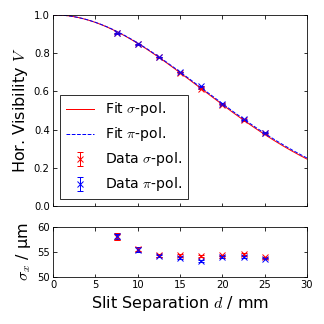 1.0
0.8
0.6
0.4
0.2
0.0
Hor. Visibility V
Fit σ-pol.
Fit π-pol.
Data σ-pol.
Data π-pol.
60
55
50
σₓ / μm
0 5 10 15 20 25 30
Slit Separation d / mm